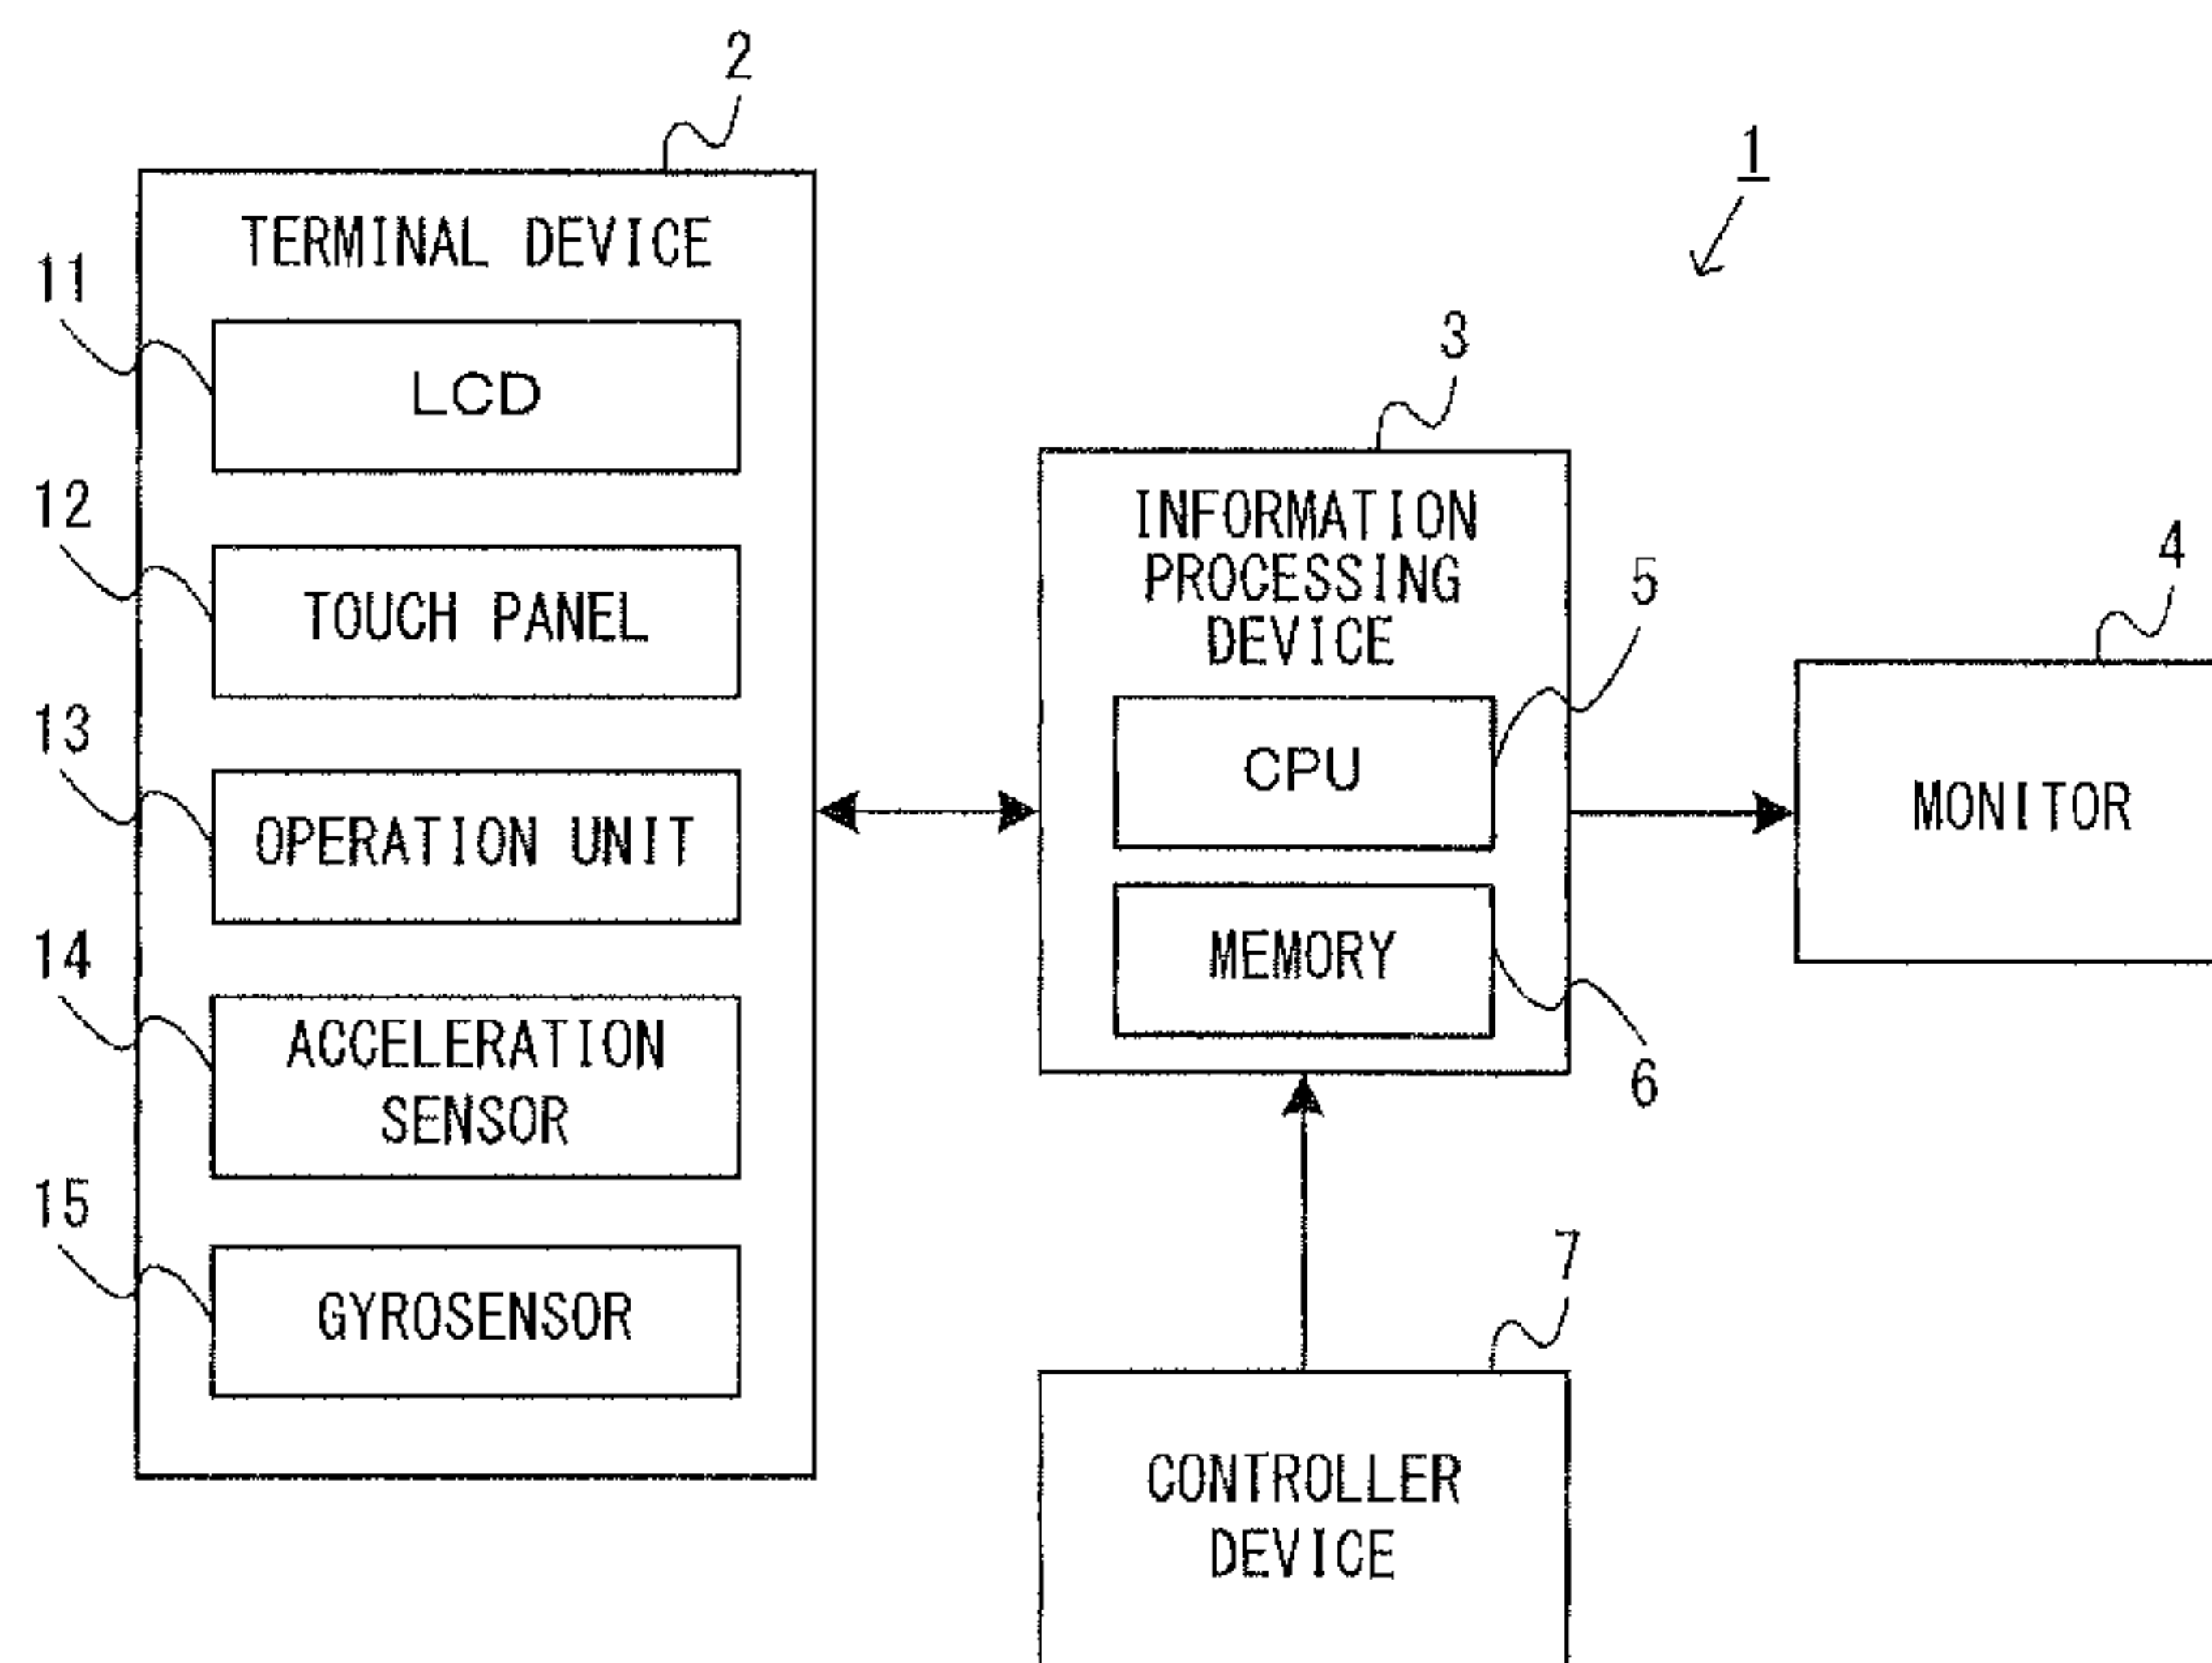 2
1
TERMINAL DEVICE
11
LCD
3
12
TOUCH PANEL
INFORMATION
PROCESSING
DEVICE
5
4
13
OPERATION UNIT
CPU
MONITOR
14
ACCELERATION
SENSOR
MEMORY
6
15
GYROSENSOR
7
CONTROLLER
DEVICE